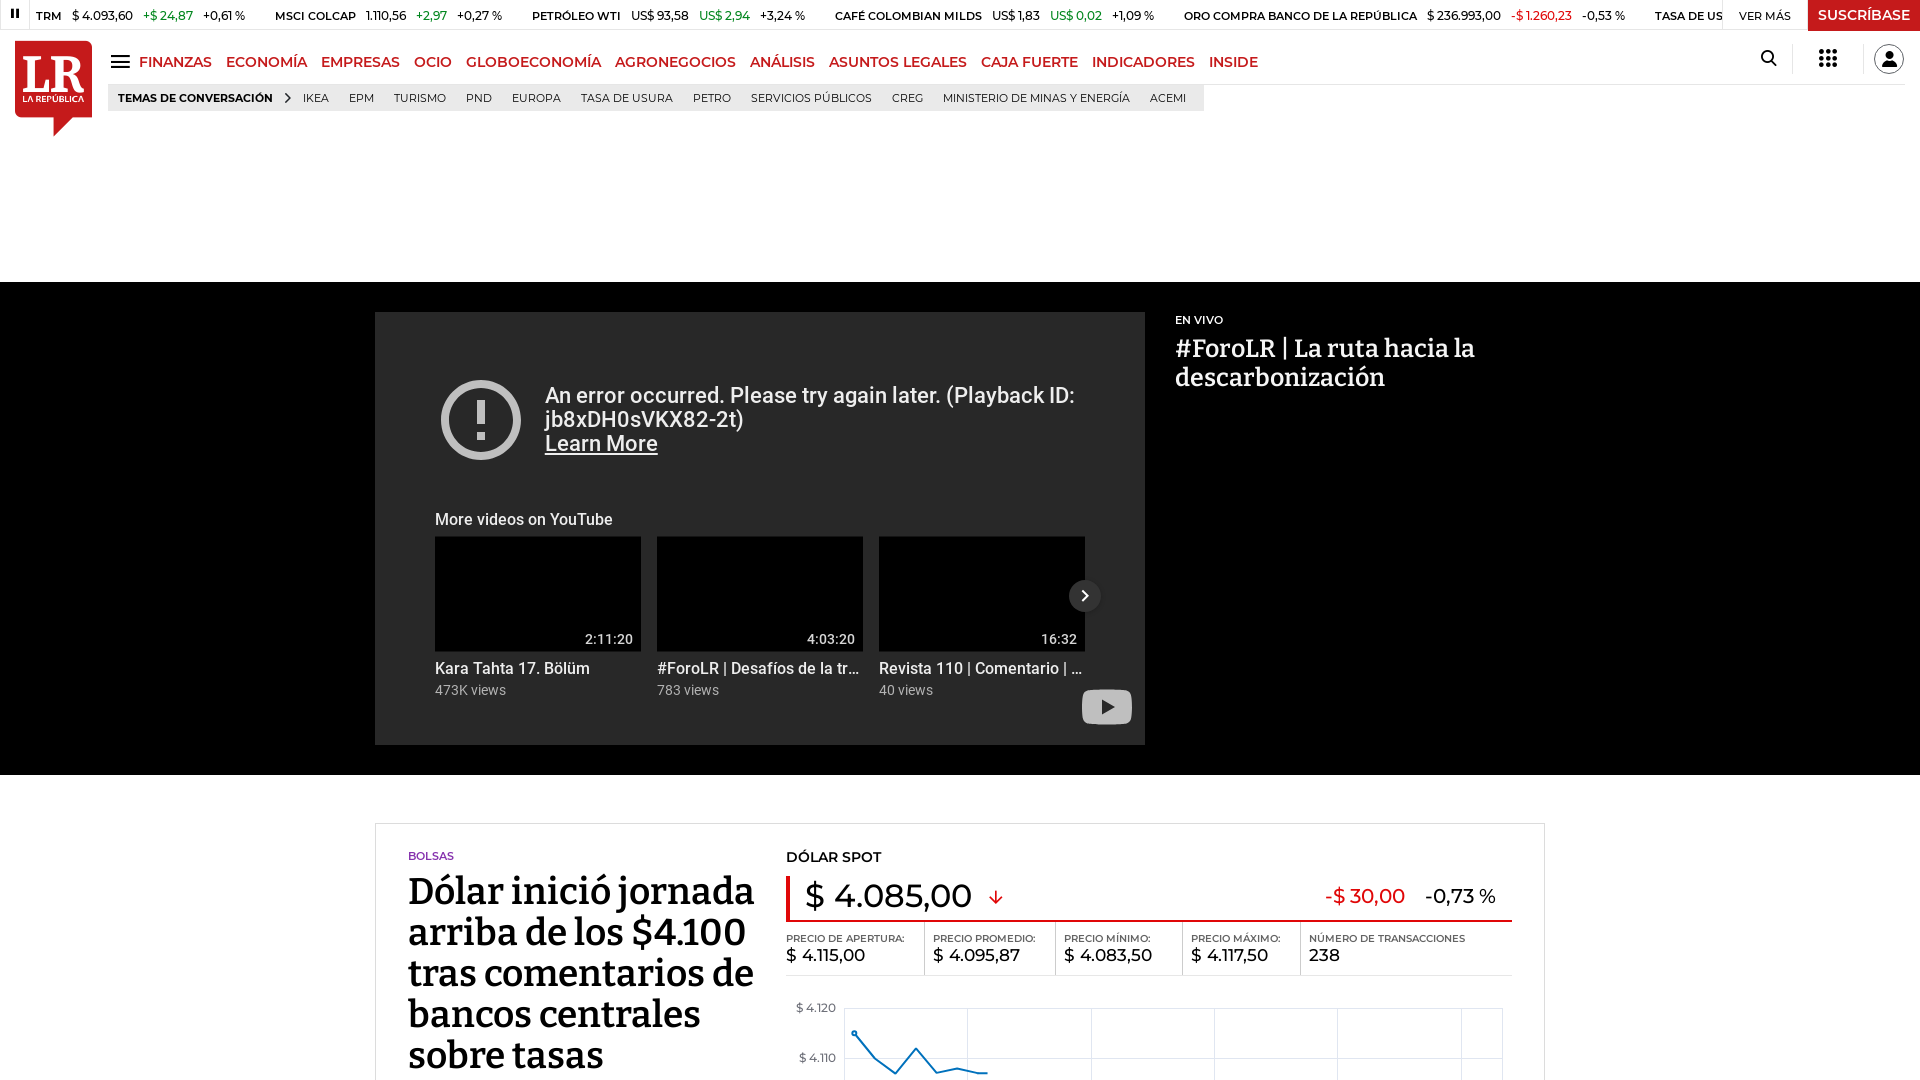 TRM $ 4.093,60 +$ 24,87 +0,61 % MSCI COLCAP 1.110,56 +2,97 +0,27 % PETRÓLEO WTI US$ 93,58 US$ 2,94 +3,24 % CAFÉ COLOMBIAN MILDS US$ 1,83 US$ 0,02 +1,09 % ORO COMPRA BANCO DE LA REPÚBLICA $ 236.993,00 -$ 1.260,23 -0,53 % TASA DE US VER MÁS SUSCRÍBASE
LR
LA REPÚBLICA
FINANZAS ECONOMÍA EMPRESAS OCIO GLOBOECONOMÍA AGRONEGOCIOS ANÁLISIS ASUNTOS LEGALES CAJA FUERTE INDICADORES INSIDE
TEMAS DE CONVERSACIÓN IKEA EPM TURISMO PND EUROPA TASA DE USURA PETRO SERVICIOS PÚBLICOS CREG MINISTERIO DE MINAS Y ENERGÍA ACEMI
An error occurred. Please try again later. (Playback ID:
jb8xDH0sVKX82-2t)
Learn More
More videos on YouTube
2:11:20 4:03:20 16:32
Kara Tahta 17. Bölüm #ForoLR | Desafíos de la tr... Revista 110 | Comentario | ...
473K views 783 views 40 views
EN VIVO
#ForoLR | La ruta hacia la
descarbonización
BOLSAS
Dólar inició jornada
arriba de los $4.100
tras comentarios de
bancos centrales
sobre tasas
DÓLAR SPOT
$ 4.085,00 -$ 30,00 -0,73 %
PRECIO DE APERTURA: PRECIO PROMEDIO: PRECIO MÍNIMO: PRECIO MÁXIMO: NÚMERO DE TRANSACCIONES
$ 4.115,00 $ 4.095,87 $ 4.083,50 $ 4.117,50 238
$ 4.120
$ 4.110